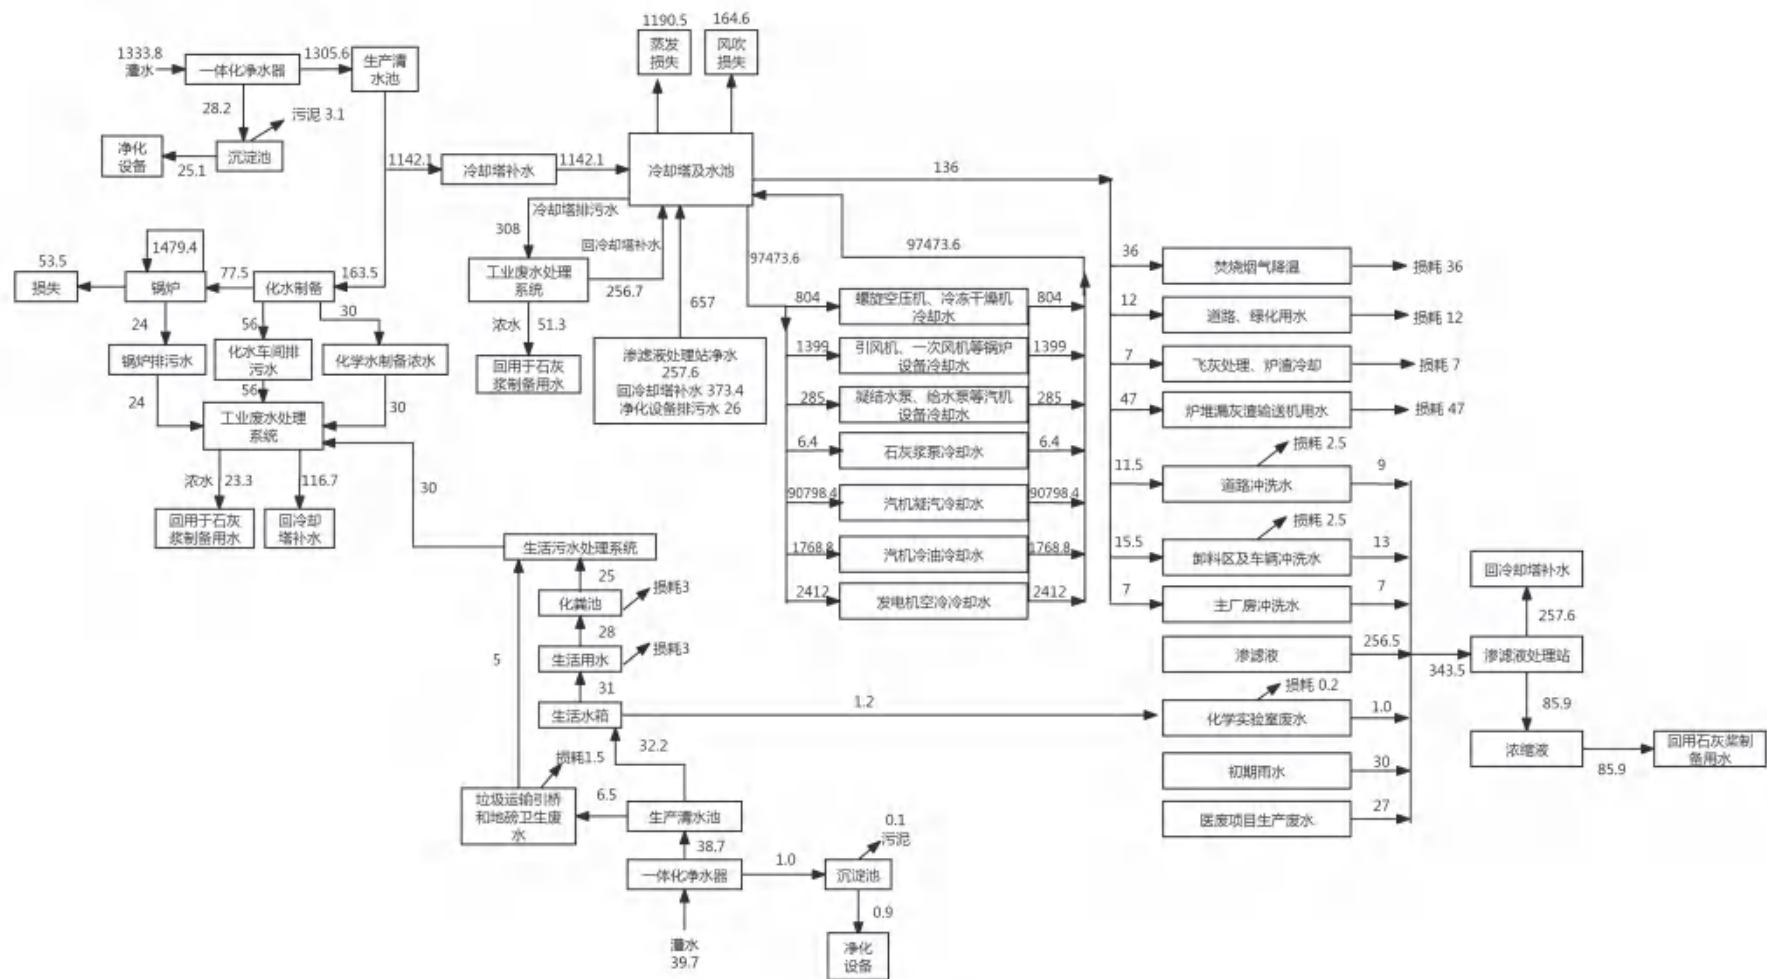 1333.8
灞水
一体化净水器
1305.6
生产清
水池
28.2
污泥 3.1
沉淀池
25.1
净化
设备
1142.1
冷却塔补水
1142.1
1190.5
蒸发
损失
164.6
风吹
损失
冷却塔及水池
136
冷却塔排污水
308
回冷却塔补水
工业废水处理
系统
256.7
浓水
51.3
回用于石灰
浆制备用水
657
渗滤液处理站净水
257.6
回冷却塔补水 373.4
净化设备排污水 26
97473.6
97473.6
1479.4
53.5
损失
锅炉
77.5
化水制备
163.5
24
56
30
锅炉排污水
化水车间排
污水
化学水制备浓水
24
56
30
工业废水处理
系统
浓水
23.3
116.7
30
回用于石灰
浆制备用水
回冷却
塔补水
804
螺旋空压机、冷冻干燥机
冷却水
804
1399
引风机、一次风机等锅炉
设备冷却水
1399
285
凝结水泵、给水泵等汽机
设备冷却水
285
6.4
石灰浆泵冷却水
6.4
90798.4
汽机凝汽冷却水
90798.4
1768.8
汽机冷油冷却水
1768.8
2412
发电机空冷冷却水
2412
36
焚烧烟气降温
损耗 36
12
道路、绿化用水
损耗 12
7
飞灰处理、炉渣冷却
损耗 7
47
炉排漏灰渣输送机用水
损耗 47
11.5
道路冲洗水
损耗 2.5
9
15.5
卸料区及车辆冲洗水
损耗 2.5
13
7
主厂房冲洗水
7
渗滤液
256.5
343.5
渗滤液处理站
257.6
回冷却塔补水
85.9
浓缩液
85.9
回用石灰浆制
备用水
化学实验室废水
损耗 0.2
1.0
初期雨水
30
医废项目生产废水
27
生活污水处理系统
25
化粪池
损耗3
28
生活用水
损耗3
31
生活水箱
1.2
5
32.2
损耗1.5
垃圾运输引桥
和地磅卫生废
水
6.5
生产清水池
38.7
一体化净水器
1.0
沉淀池
0.1
污泥
0.9
净化
设备
灞水
39.7